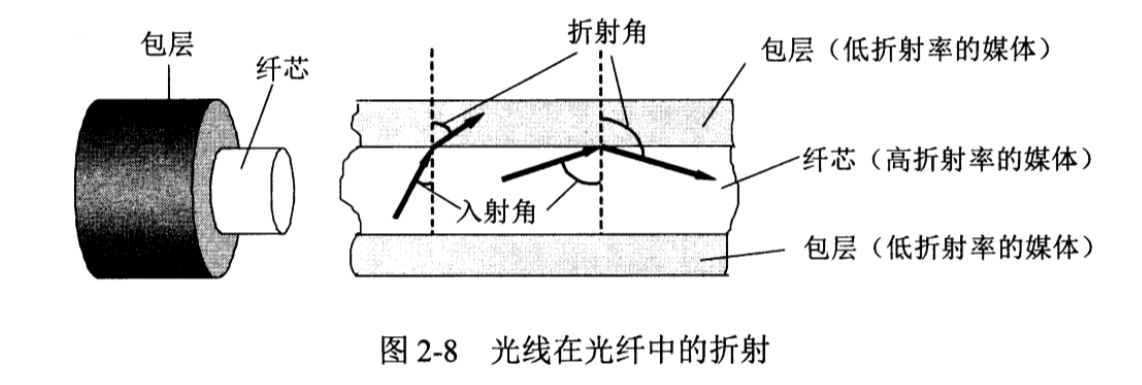 包层
纤芯
折射角
入射角
包层（低折射率的媒体）
纤芯（高折射率的媒体）
包层（低折射率的媒体）
图 2-8 光线在光纤中的折射